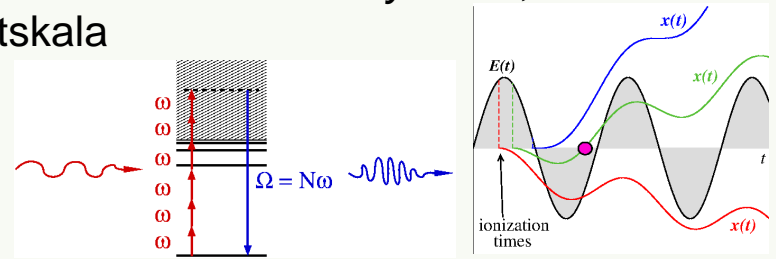 tskala
ω
ω
ω
ω
ω
ω
Ω = Nω
E(t)
x(t)
x(t)
t
ionization
times
x(t)